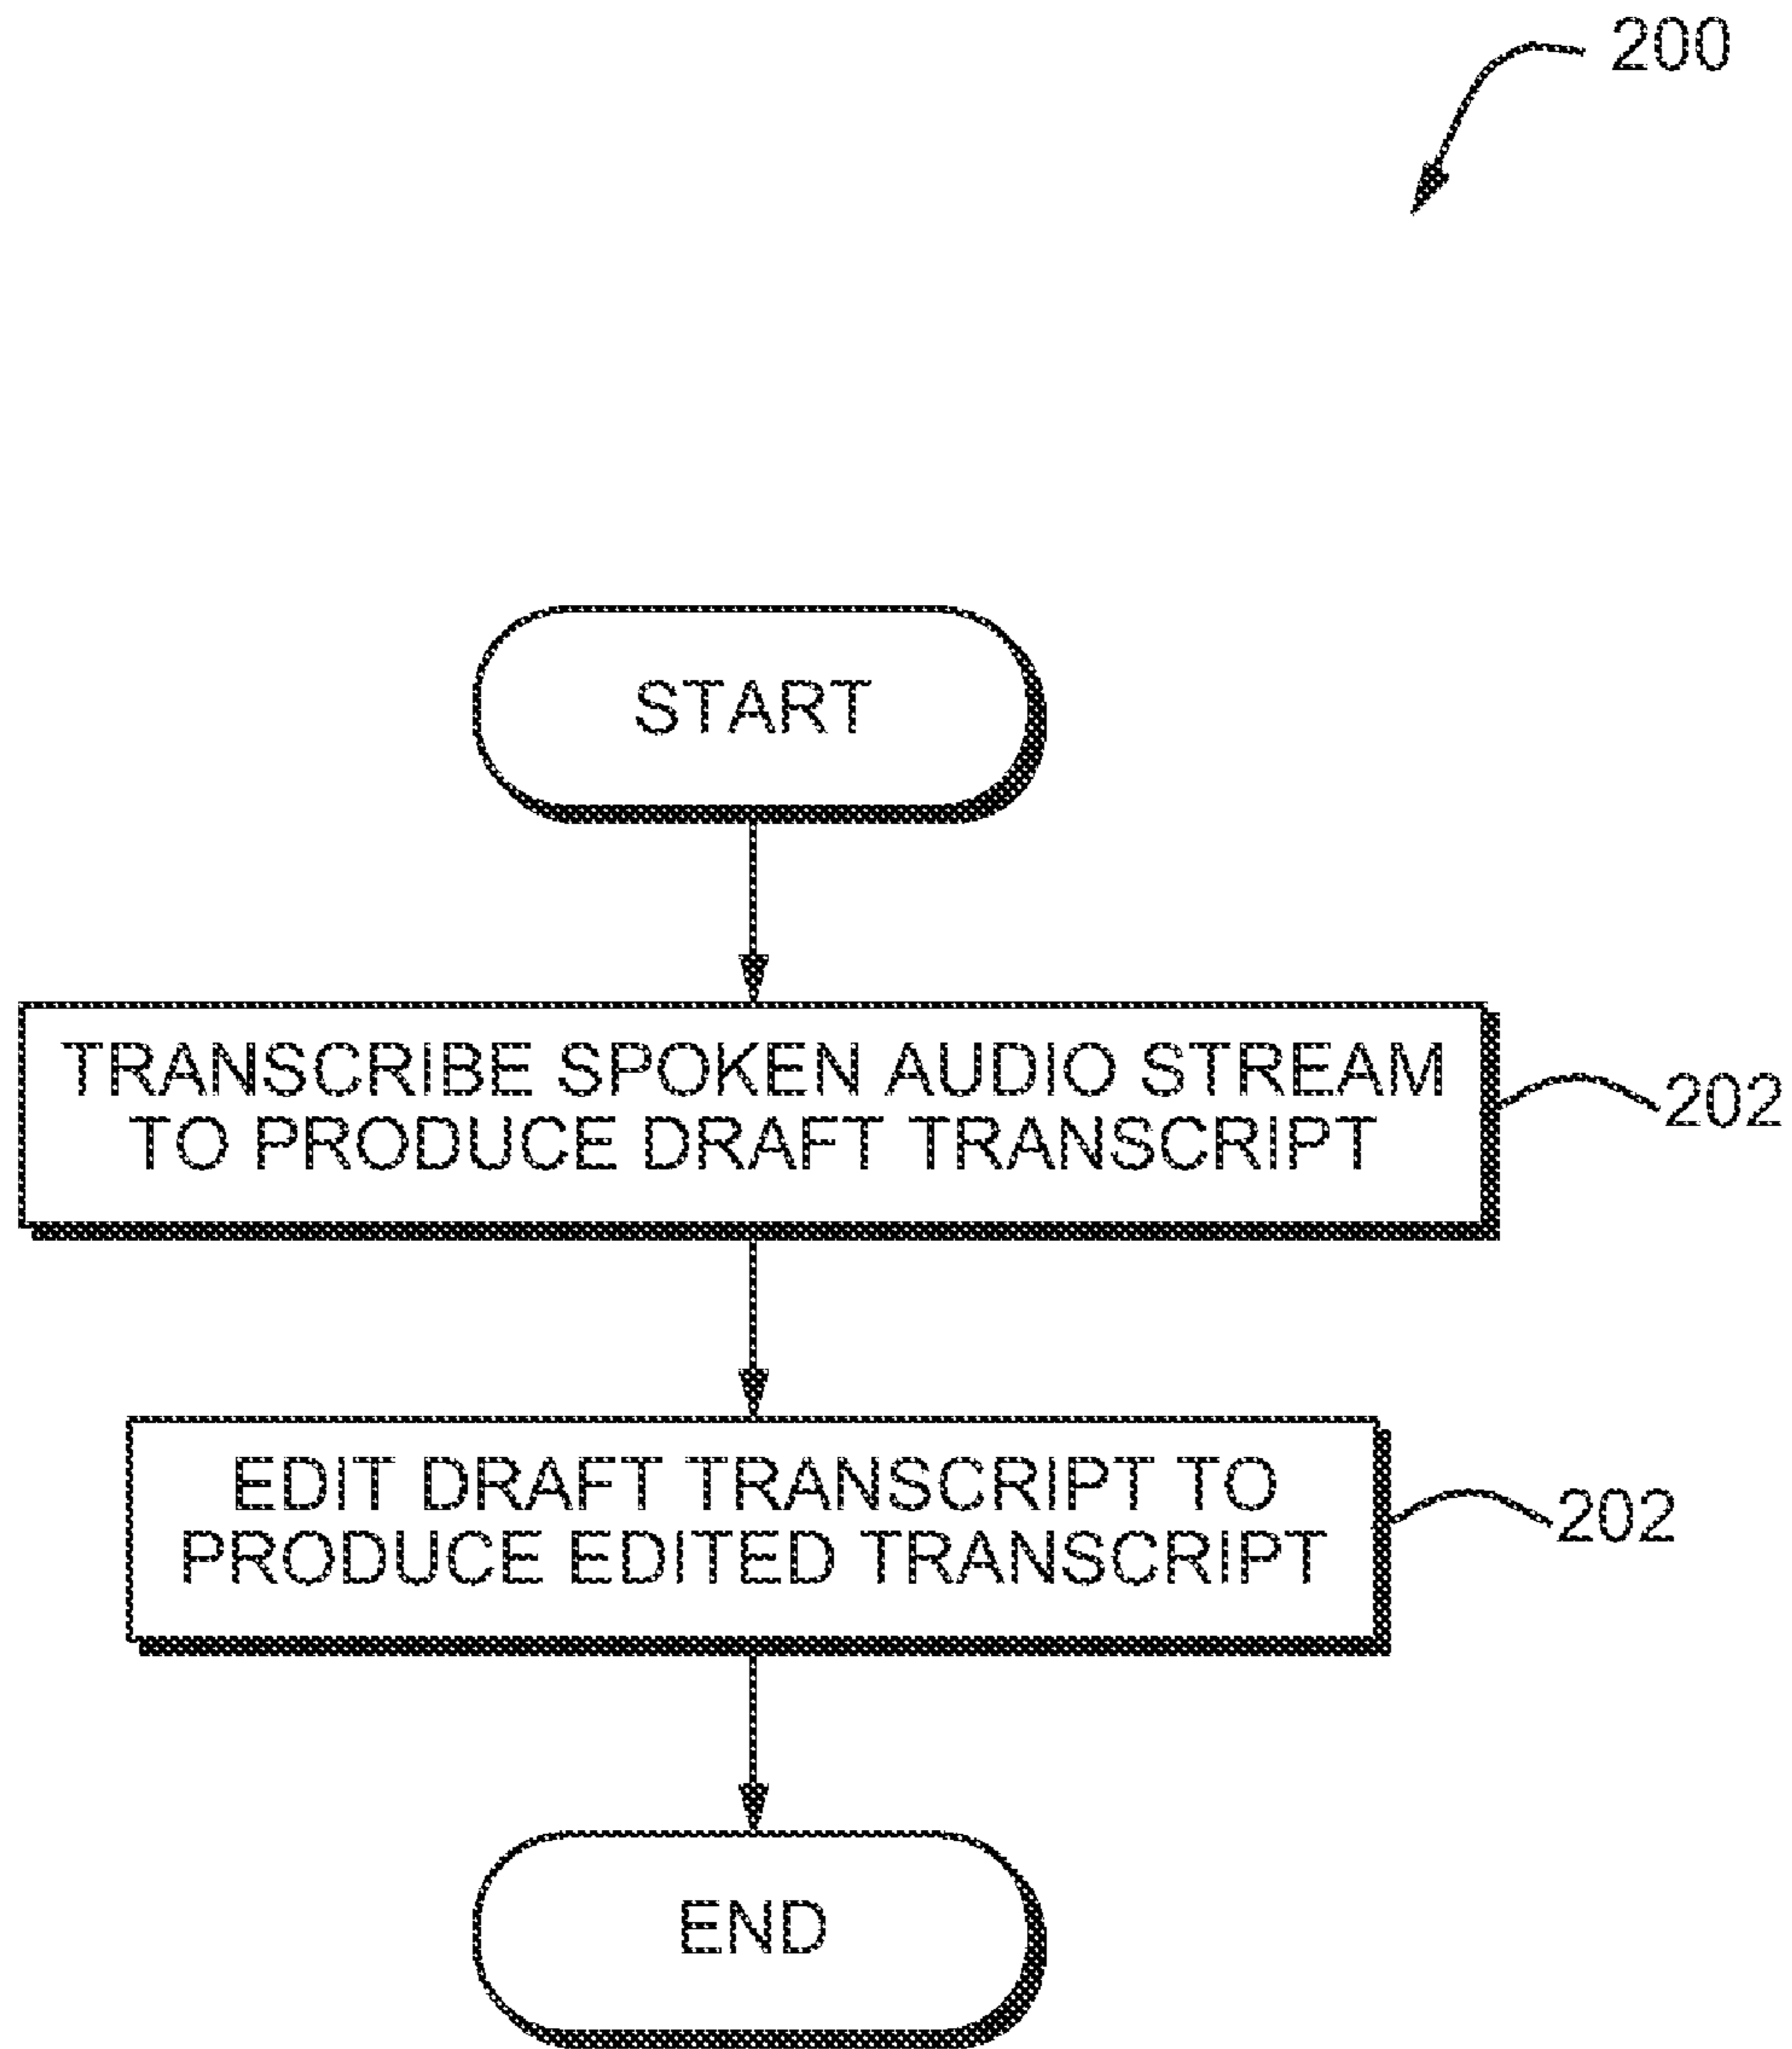 200
START
TRANSCRIBE SPOKEN AUDIO STREAM
TO PRODUCE DRAFT TRANSCRIPT
202
EDIT DRAFT TRANSCRIPT TO
PRODUCE EDITED TRANSCRIPT
202
END